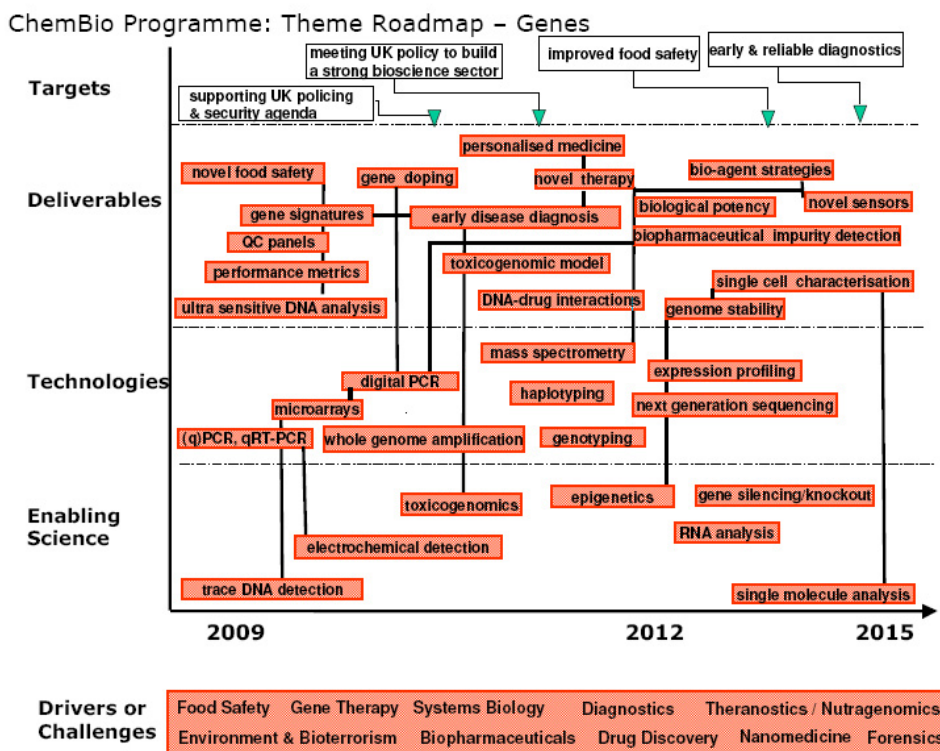 ChemBio Programme: Theme Roadmap – Genes
Targets
meeting UK policy to build
a strong bioscience sector
improved food safety
early & reliable diagnostics
supporting UK policing
& security agenda
Deliverables
personalised medicine
novel food safety
gene doping
novel therapy
bio-agent strategies
gene signatures
early disease diagnosis
biological potency
novel sensors
QC panels
biopharmaceutical impurity detection
performance metrics
toxicogenomic model
single cell characterisation
ultra sensitive DNA analysis
DNA-drug interactions
genome stability
Technologies
mass spectrometry
digital PCR
expression profiling
haplotyping
microarrays
next generation sequencing
(q)PCR, qRT-PCR
whole genome amplification
genotyping
Enabling
Science
toxicogenomics
epigenetics
gene silencing/knockout
RNA analysis
electrochemical detection
trace DNA detection
single molecule analysis
2009
2012
2015
Drivers or
Challenges
Food Safety Gene Therapy Systems Biology Diagnostics Theranostics / Nutragenomics
Environment & Bioterrorism Biopharmaceuticals Drug Discovery Nanomedicine Forensics